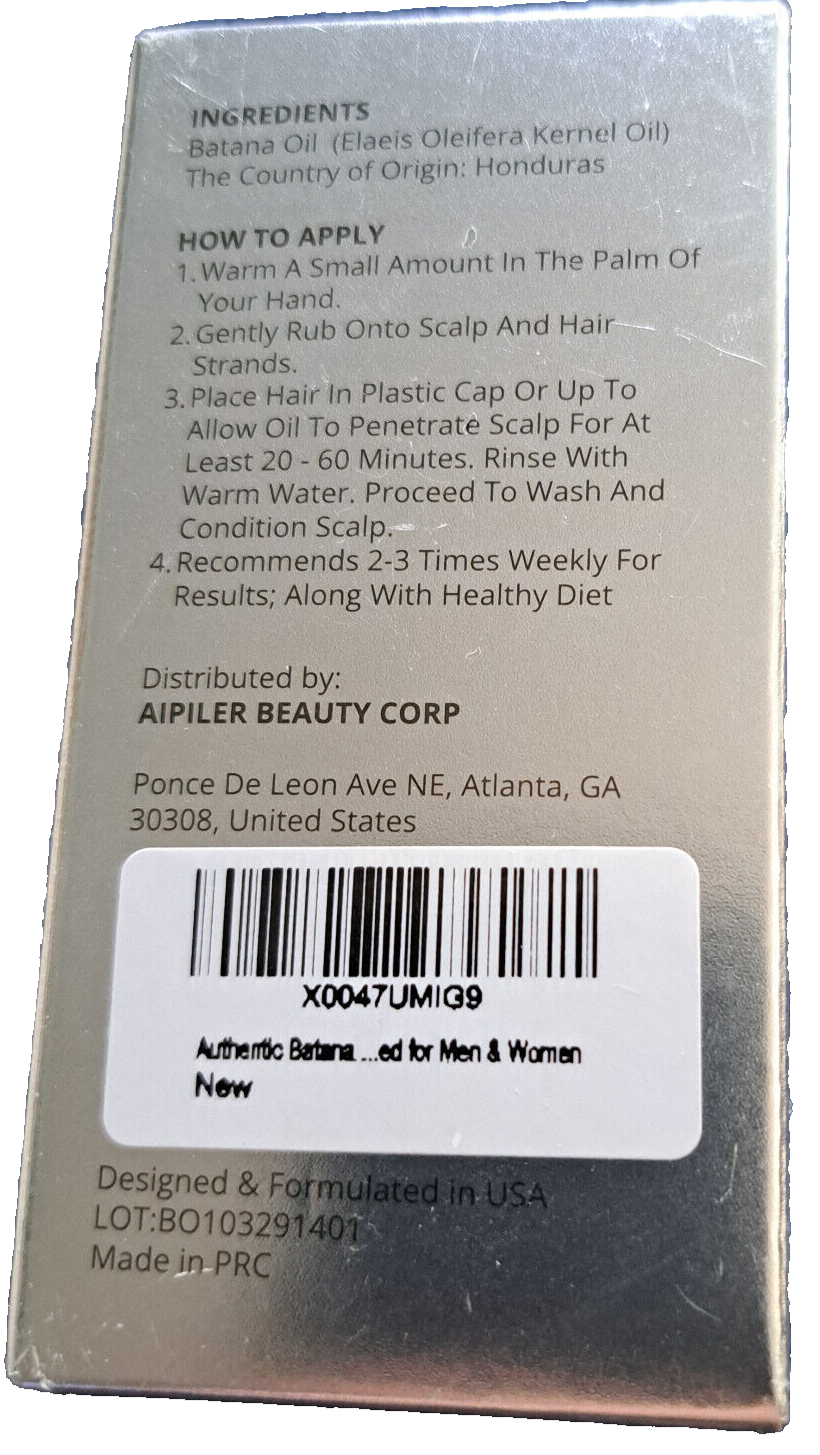 INGREDIENTS
Batana Oil (Elaeis Oleifera Kernel Oil)
The Country of Origin: Honduras
HOW TO APPLY
1. Warm A Small Amount In The Palm Of
Your Hand.
2. Gently Rub Onto Scalp And Hair
Strands.
3. Place Hair In Plastic Cap Or Up To
Allow Oil To Penetrate Scalp For At
Least 20 - 60 Minutes. Rinse With
Warm Water. Proceed To Wash And
Condition Scalp.
4. Recommends 2-3 Times Weekly For
Results; Along With Healthy Diet
Distributed by:
AIPILER BEAUTY CORP
Ponce De Leon Ave NE, Atlanta, GA
30308, United States
X0047UMIG9
Authentic Batana ...ed for Men & Women
New
Designed & Formulated in USA
LOT:BO103291401
Made in PRC